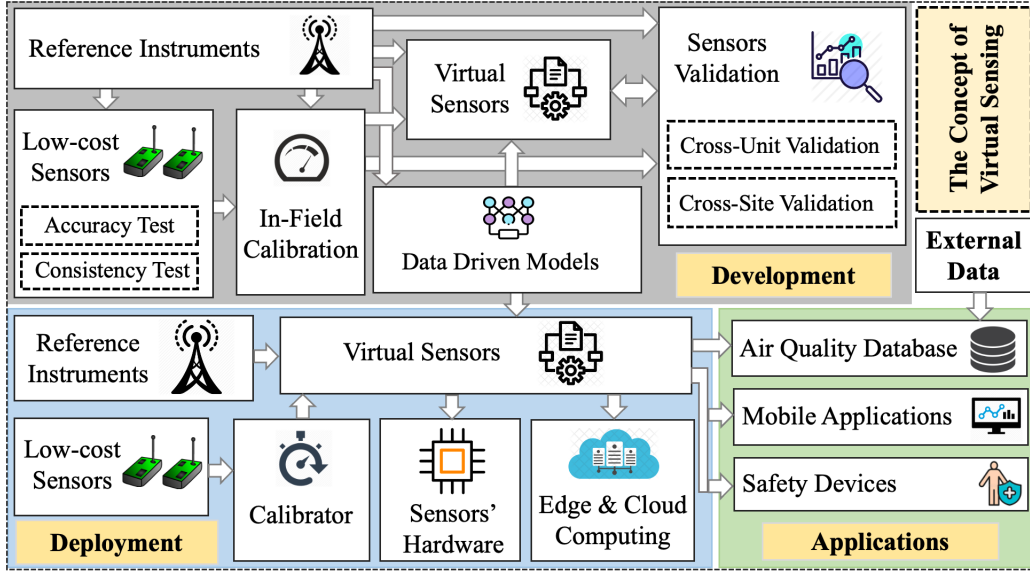 Reference Instruments
Low-cost
Sensors
Accuracy Test
Consistency Test
In-Field
Calibration
Virtual
Sensors
Data Driven Models
Sensors
Validation
Cross-Unit Validation
Cross-Site Validation
Development
The Concept of
Virtual Sensing
External
Data
Reference
Instruments
Low-cost
Sensors
Deployment
Virtual Sensors
Calibrator
Sensors’
Hardware
Edge & Cloud
Computing
Air Quality Database
Mobile Applications
Safety Devices
Applications